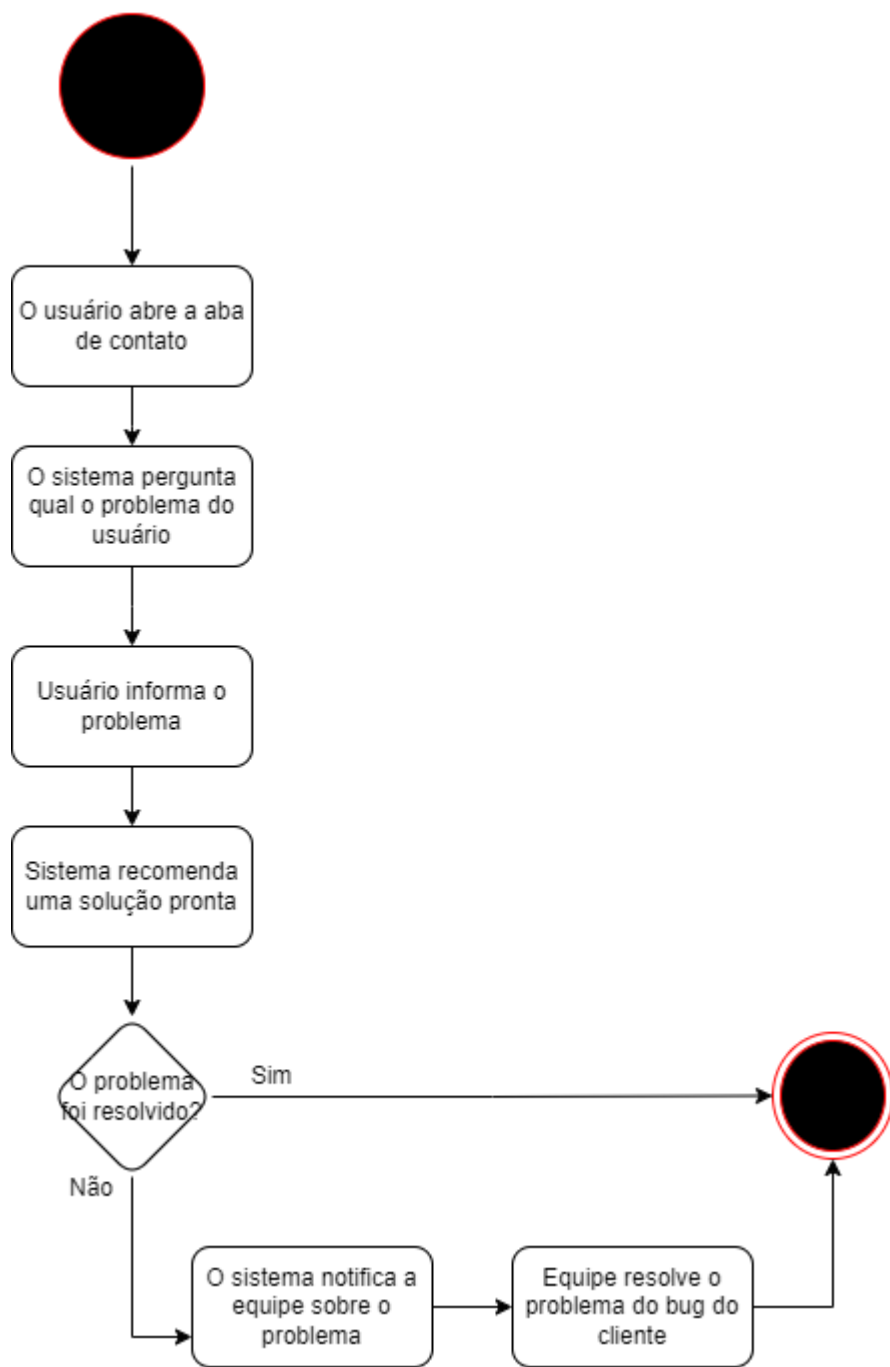 O usuário abre a aba
de contato
O sistema pergunta
qual o problema do
usuário
Usuário informa o
problema
Sistema recomenda
uma solução pronta
O problema
foi resolvido?
Sim
Não
O sistema notifica a
equipe sobre o
problema
Equipe resolve o
problema do bug do
cliente